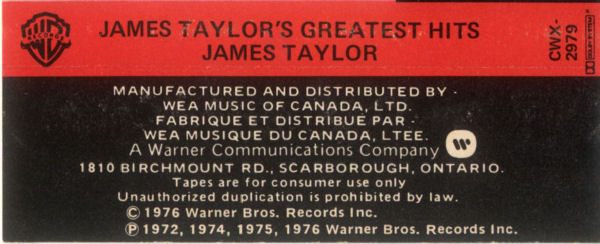 JAMES TAYLOR'S GREATEST HITS
JAMES TAYLOR
CWX-
2979
MANUFACTURED AND DISTRIBUTED BY -
WEA MUSIC OF CANADA, LTD.
FABRIQUE ET DISTRIBUÉ PAR -
WEA MUSIQUE DU CANADA, LTEE.
A Warner Communications Company
1810 BIRCHMOUNT RD., SCARBOROUGH, ONTARIO.
Tapes are for consumer use only
Unauthorized duplication is prohibited by law.
© 1976 Warner Bros. Records Inc.
℗ 1972, 1974, 1975, 1976 Warner Bros. Records Inc.